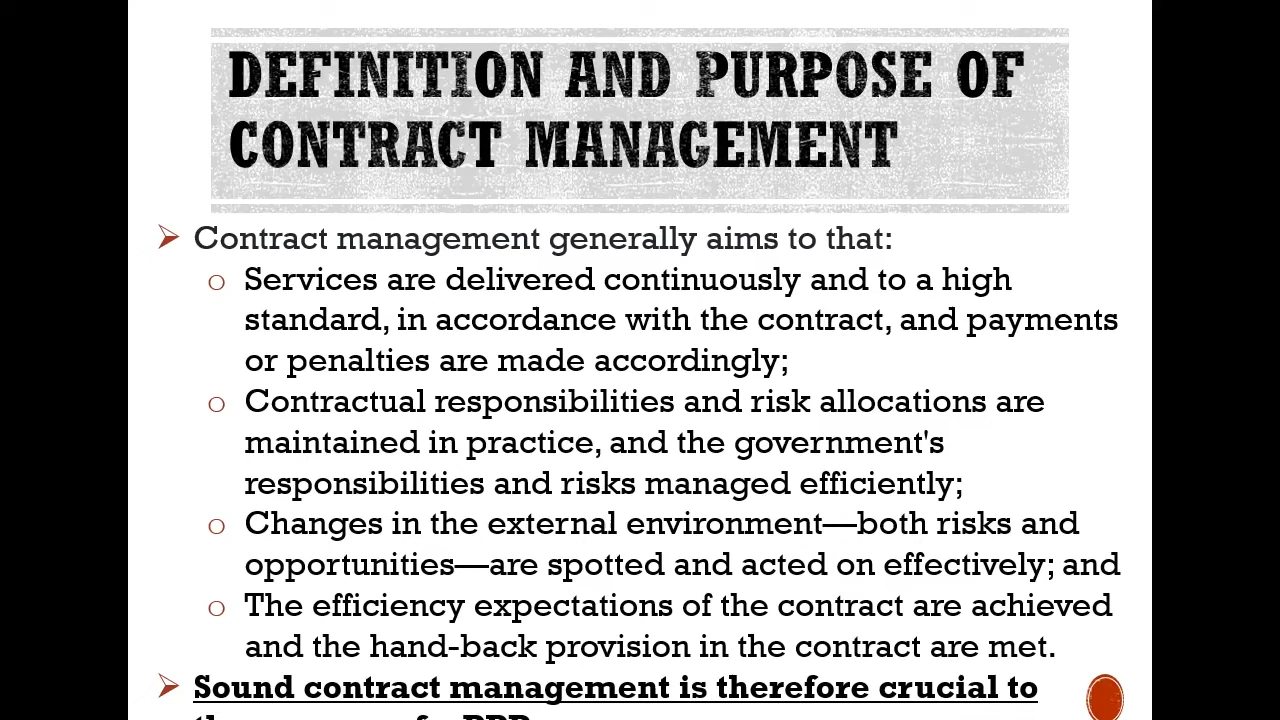 DEFINITION AND PURPOSE OF
CONTRACT MANAGEMENT
Contract management generally aims to that:
Services are delivered continuously and to a high
standard, in accordance with the contract, and payments
or penalties are made accordingly;
Contractual responsibilities and risk allocations are
maintained in practice, and the government's
responsibilities and risks managed efficiently;
Changes in the external environment—both risks and
opportunities—are spotted and acted on effectively; and
The efficiency expectations of the contract are achieved
and the hand-back provision in the contract are met.
Sound contract management is therefore crucial to